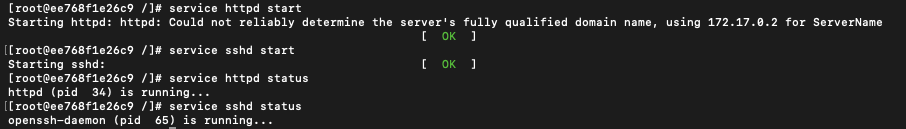 [root@ee768f1e26c9 /]# service httpd start
Starting httpd: httpd: Could not reliably determine the server's fully qualified domain name, using 172.17.0.2 for ServerName
[  OK  ]
[[root@ee768f1e26c9 /]# service sshd start
Starting sshd:                                             [  OK  ]
[root@ee768f1e26c9 /]# service httpd status
httpd (pid  34) is running...
[[root@ee768f1e26c9 /]# service sshd status
openssh-daemon (pid  65) is running...